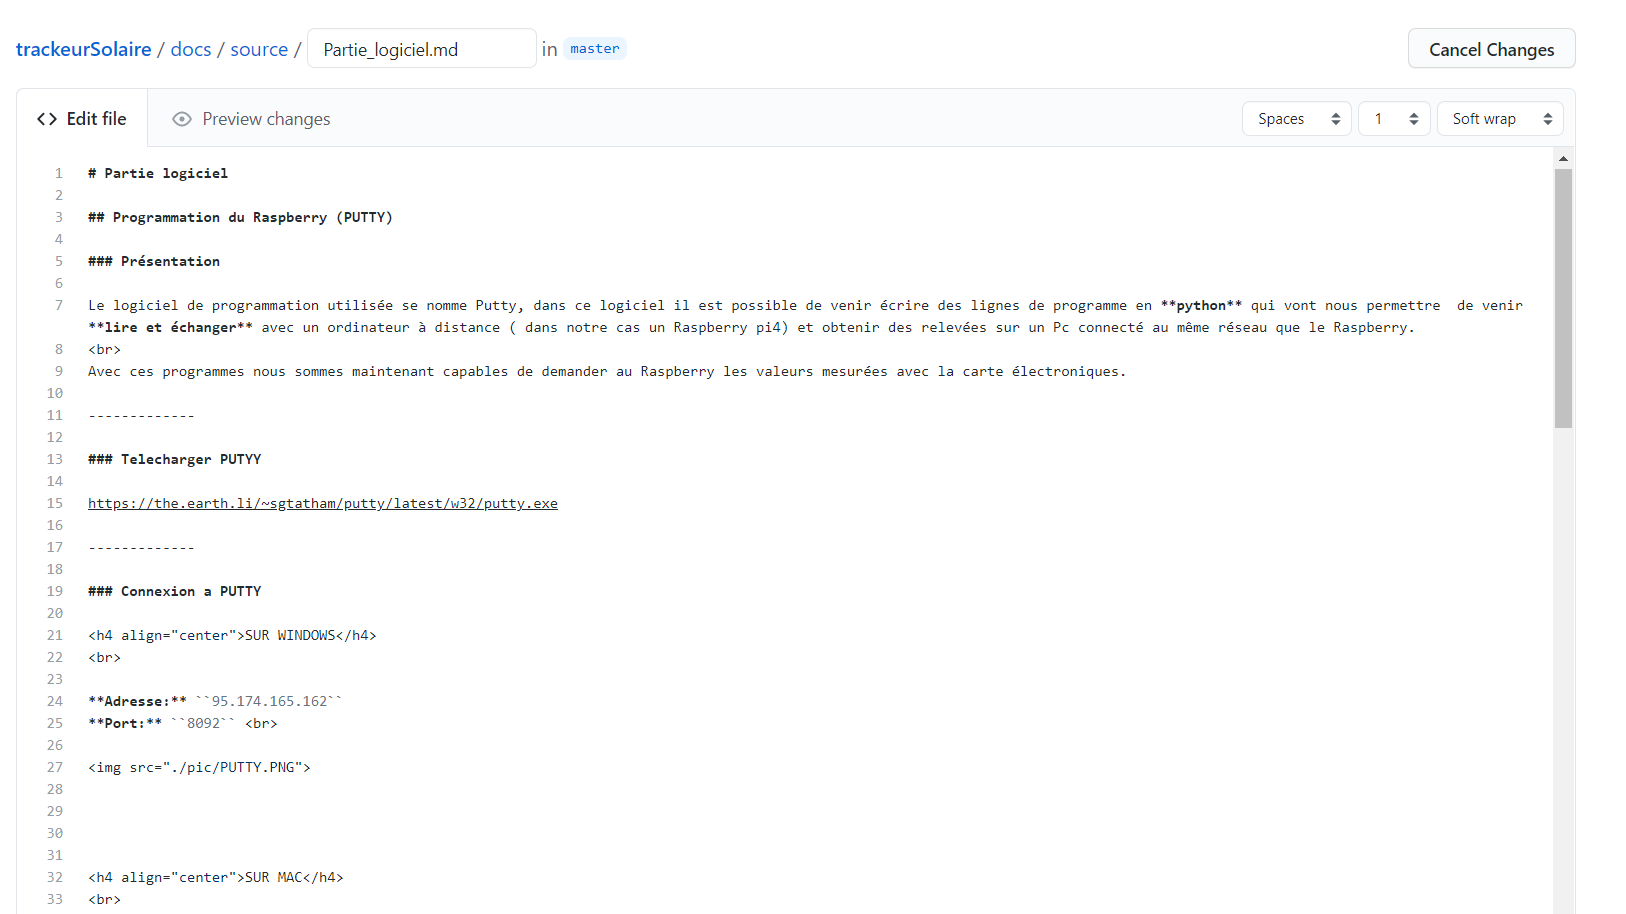 trackeurSolaire / docs / source / Partie_logiciel.md in master
Cancel Changes
<> Edit file
Preview changes
Spaces
1
Soft wrap
1 # Partie logiciel
2
3 ## Programmation du Raspberry (PUTTY)
4
5 ### Présentation
6
7 Le logiciel de programmation utilisée se nomme Putty, dans ce logiciel il est possible de venir écrire des lignes de programme en **python** qui vont nous permettre  de venir
**lire et échanger** avec un ordinateur à distance ( dans notre cas un Raspberry pi4) et obtenir des relevées sur un Pc connecté au même réseau que le Raspberry.
8 <br>
9 Avec ces programmes nous sommes maintenant capables de demander au Raspberry les valeurs mesurées avec la carte électroniques.
10
11 -------------
12
13 ### Telecharger PUTYY
14
15 https://the.earth.li/~sgtatham/putty/latest/w32/putty.exe
16
17 -------------
18
19 ### Connexion a PUTTY
20
21 <h4 align="center">SUR WINDOWS</h4>
22 <br>
23
24 **Adresse:** ``95.174.165.162``
25 **Port:** ``8092`` <br>
26
27 <img src="./pic/PUTTY.PNG">
28
29
30
31
32 <h4 align="center">SUR MAC</h4>
33 <br>